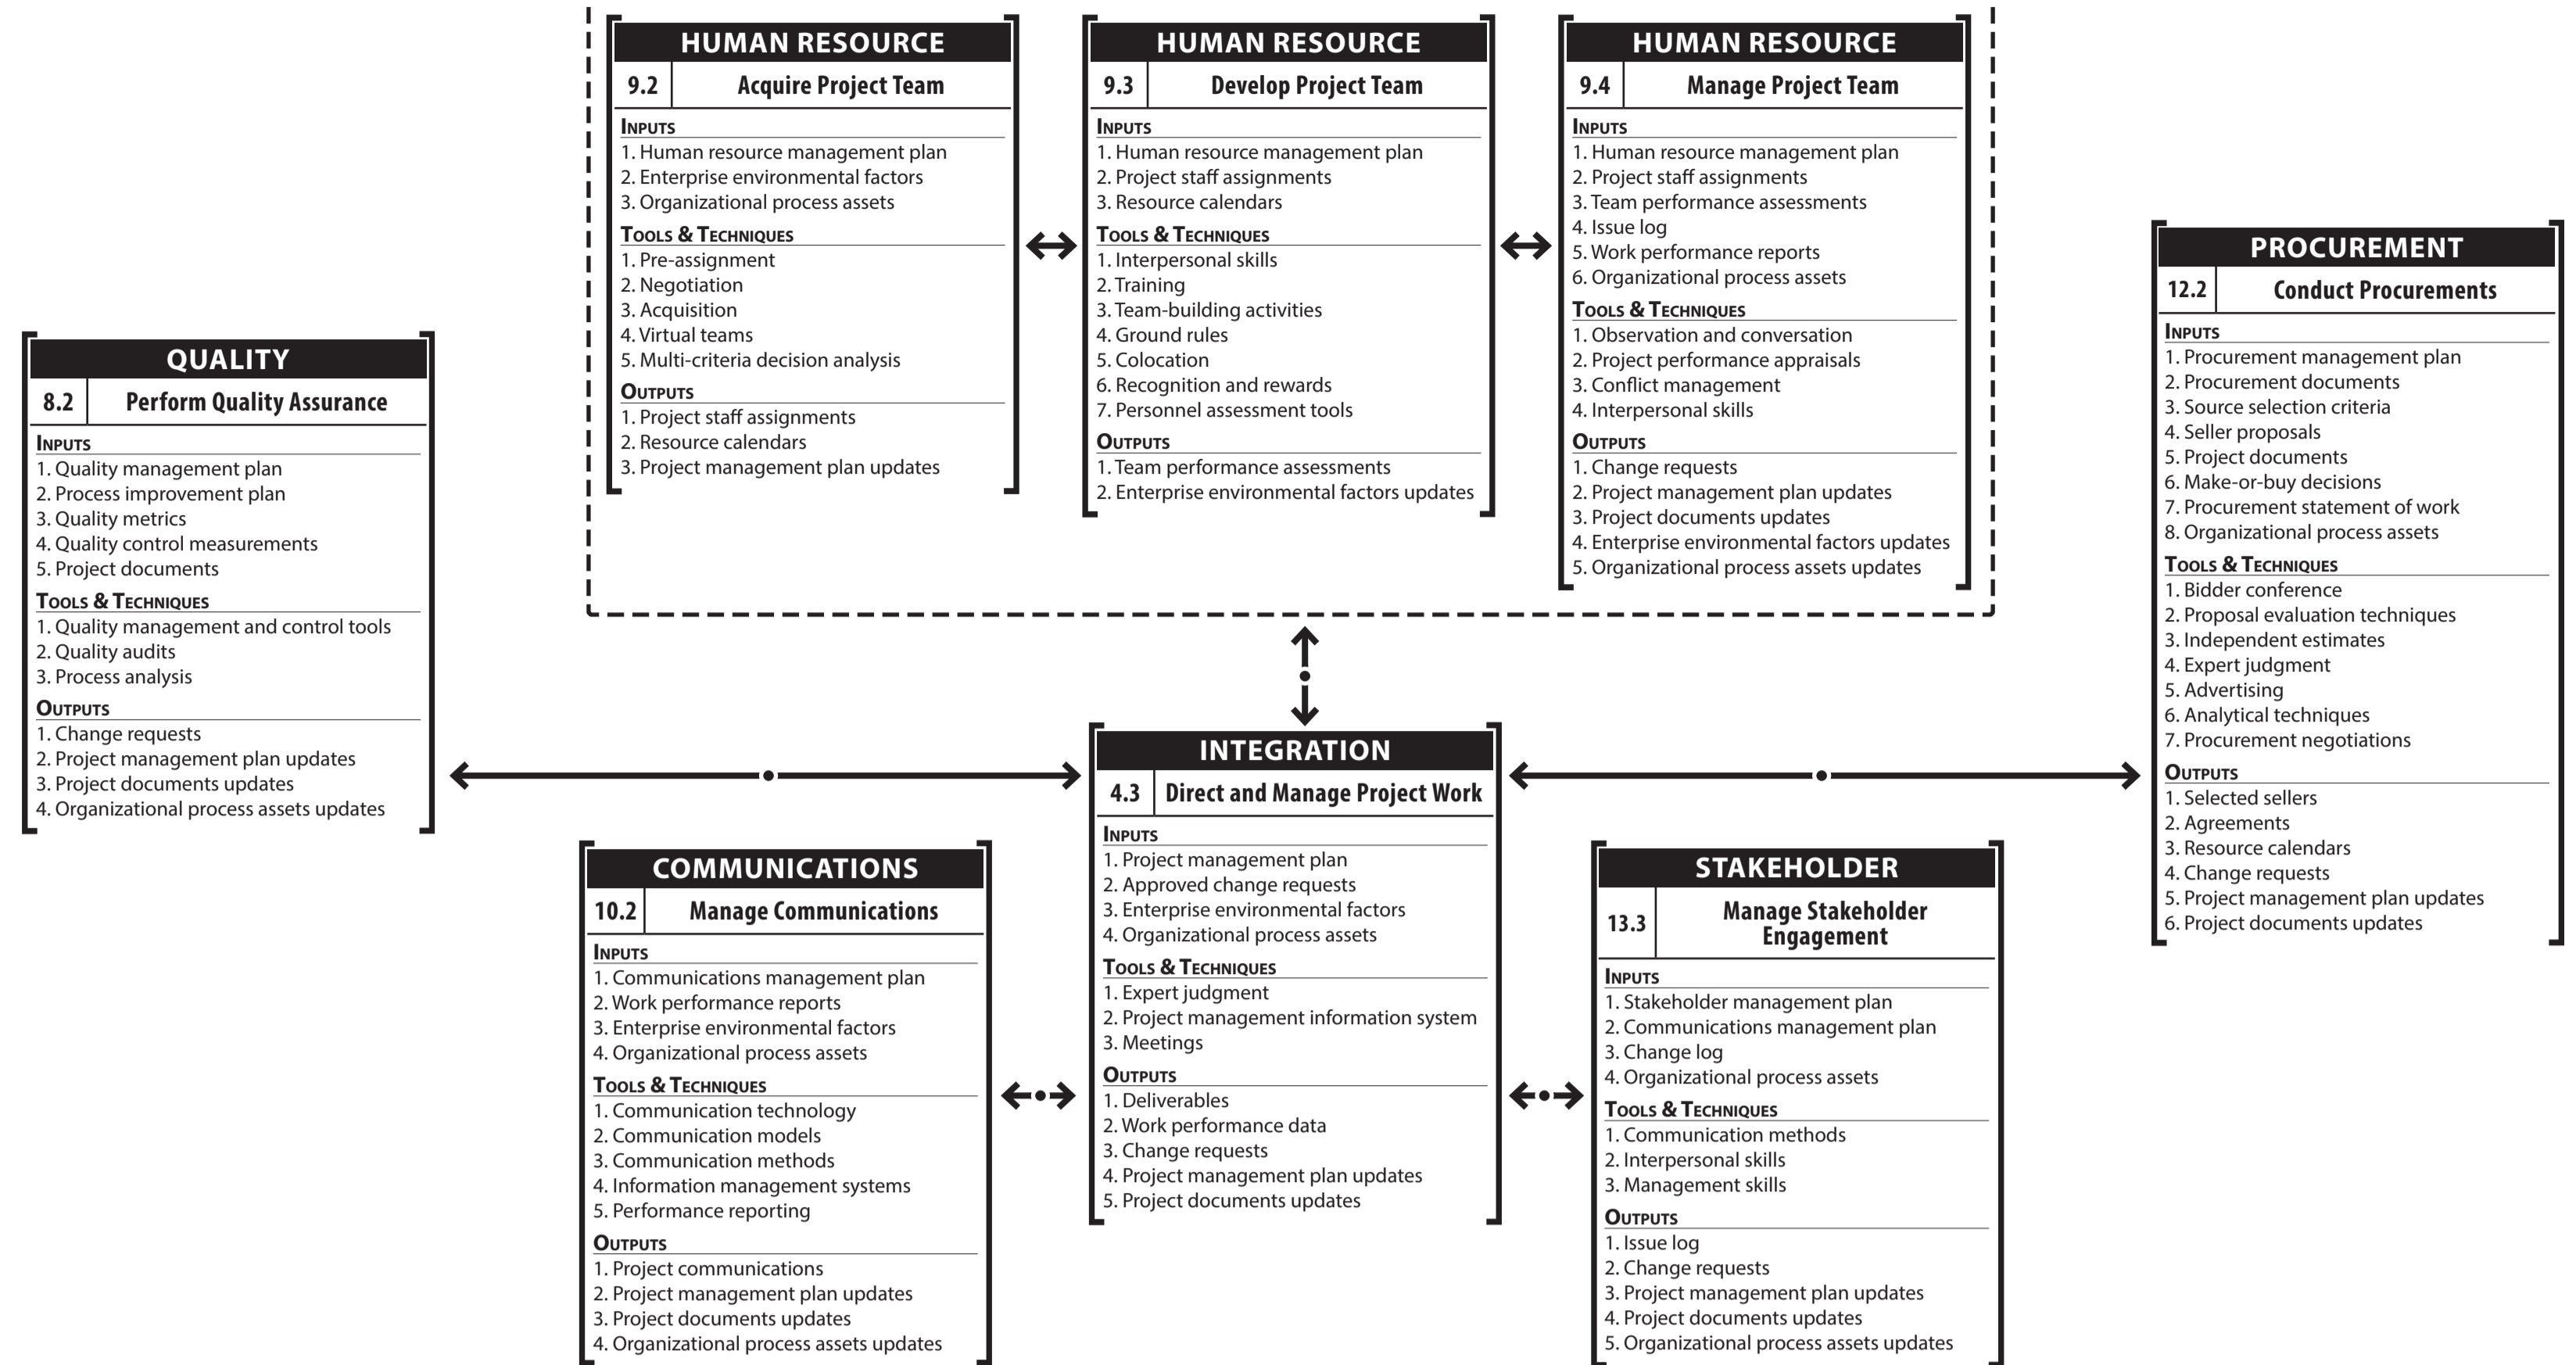 HUMAN RESOURCE
9.2 Acquire Project Team
INPUTS
1. Human resource management plan
2. Enterprise environmental factors
3. Organizational process assets
TOOLS & TECHNIQUES
1. Pre-assignment
2. Negotiation
3. Acquisition
4. Virtual teams
5. Multi-criteria decision analysis
OUTPUTS
1. Project staff assignments
2. Resource calendars
3. Project management plan updates
HUMAN RESOURCE
9.3 Develop Project Team
INPUTS
1. Human resource management plan
2. Project staff assignments
3. Resource calendars
TOOLS & TECHNIQUES
1. Interpersonal skills
2. Training
3. Team-building activities
4. Ground rules
5. Colocation
6. Recognition and rewards
7. Personnel assessment tools
OUTPUTS
1. Team performance assessments
2. Enterprise environmental factors updates
HUMAN RESOURCE
9.4 Manage Project Team
INPUTS
1. Human resource management plan
2. Project staff assignments
3. Team performance assessments
4. Issue log
5. Work performance reports
6. Organizational process assets
TOOLS & TECHNIQUES
1. Observation and conversation
2. Project performance appraisals
3. Conflict management
4. Interpersonal skills
OUTPUTS
1. Change requests
2. Project management plan updates
3. Project documents updates
4. Enterprise environmental factors updates
5. Organizational process assets updates
QUALITY
8.2 Perform Quality Assurance
INPUTS
1. Quality management plan
2. Process improvement plan
3. Quality metrics
4. Quality control measurements
5. Project documents
TOOLS & TECHNIQUES
1. Quality management and control tools
2. Quality audits
3. Process analysis
OUTPUTS
1. Change requests
2. Project management plan updates
3. Project documents updates
4. Organizational process assets updates
PROCUREMENT
12.2 Conduct Procurements
INPUTS
1. Procurement management plan
2. Procurement documents
3. Source selection criteria
4. Seller proposals
5. Project documents
6. Make-or-buy decisions
7. Procurement statement of work
8. Organizational process assets
TOOLS & TECHNIQUES
1. Bidder conference
2. Proposal evaluation techniques
3. Independent estimates
4. Expert judgment
5. Advertising
6. Analytical techniques
7. Procurement negotiations
OUTPUTS
1. Selected sellers
2. Agreements
3. Resource calendars
4. Change requests
5. Project management plan updates
6. Project documents updates
COMMUNICATIONS
10.2 Manage Communications
INPUTS
1. Communications management plan
2. Work performance reports
3. Enterprise environmental factors
4. Organizational process assets
TOOLS & TECHNIQUES
1. Communication technology
2. Communication models
3. Communication methods
4. Information management systems
5. Performance reporting
OUTPUTS
1. Project communications
2. Project management plan updates
3. Project documents updates
4. Organizational process assets updates
INTEGRATION
4.3 Direct and Manage Project Work
INPUTS
1. Project management plan
2. Approved change requests
3. Enterprise environmental factors
4. Organizational process assets
TOOLS & TECHNIQUES
1. Expert judgment
2. Project management information system
3. Meetings
OUTPUTS
1. Deliverables
2. Work performance data
3. Change requests
4. Project management plan updates
5. Project documents updates
STAKEHOLDER
13.3 Manage Stakeholder
Engagement
INPUTS
1. Stakeholder management plan
2. Communications management plan
3. Change log
4. Organizational process assets
TOOLS & TECHNIQUES
1. Communication methods
2. Interpersonal skills
3. Management skills
OUTPUTS
1. Issue log
2. Change requests
3. Project management plan updates
4. Project documents updates
5. Organizational process assets updates